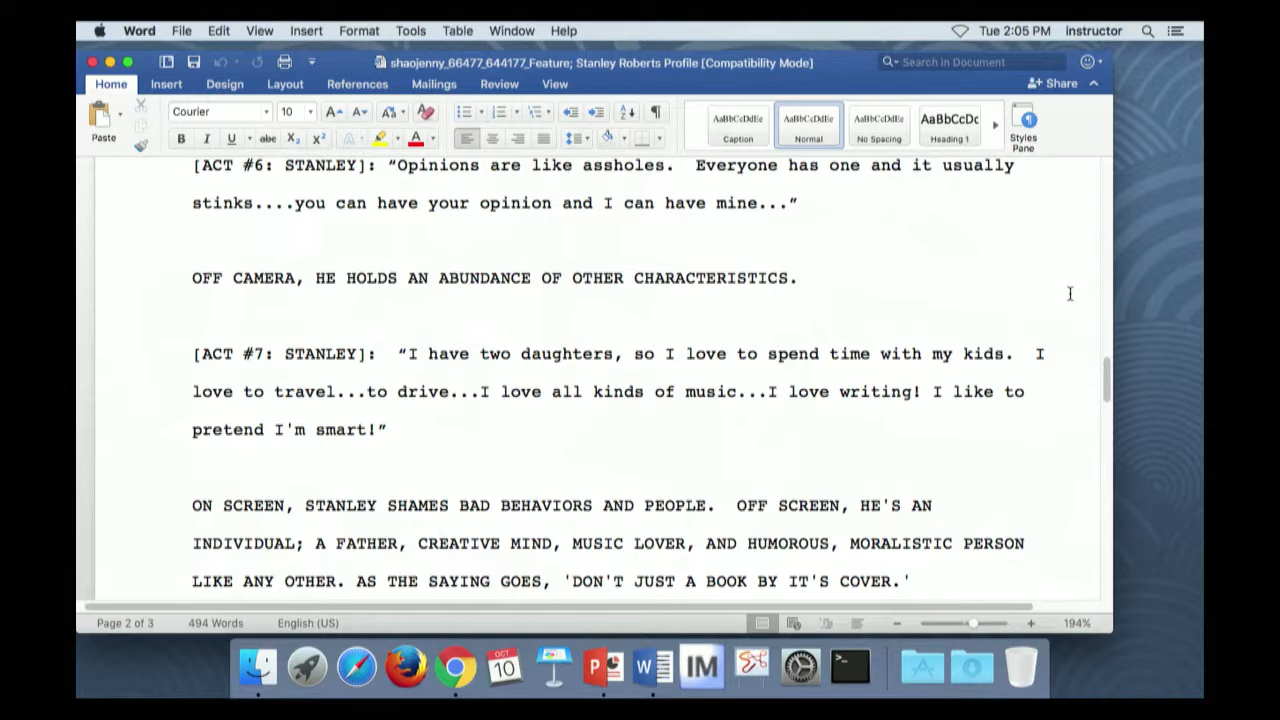 Word File Edit View Insert Format Tools Table Window Help Tue 2:05 PM instructor
shaojenny_66477_644177_Feature; Stanley Roberts Profile [Compatibility Mode] Search in Document
Home Insert Design Layout References Mailings Review View Share
Paste Courier 10 AaBbCcDdEe AaBbCcDdEe AaBbCcDdEe AaBbCcDc
Caption Normal No Spacing Heading 1 Styles Pane
[ACT #6: STANLEY]: “Opinions are like assholes. Everyone has one and it usually
stinks....you can have your opinion and I can have mine...”
OFF CAMERA, HE HOLDS AN ABUNDANCE OF OTHER CHARACTERISTICS.
[ACT #7: STANLEY]: “I have two daughters, so I love to spend time with my kids. I
love to travel...to drive...I love all kinds of music...I love writing! I like to
pretend I'm smart!”
ON SCREEN, STANLEY SHAMES BAD BEHAVIORS AND PEOPLE. OFF SCREEN, HE'S AN
INDIVIDUAL; A FATHER, CREATIVE MIND, MUSIC LOVER, AND HUMOROUS, MORALISTIC PERSON
LIKE ANY OTHER. AS THE SAYING GOES, 'DON'T JUST A BOOK BY IT'S COVER.'
Page 2 of 3 494 Words English (US) 194%
OCT
10
IM